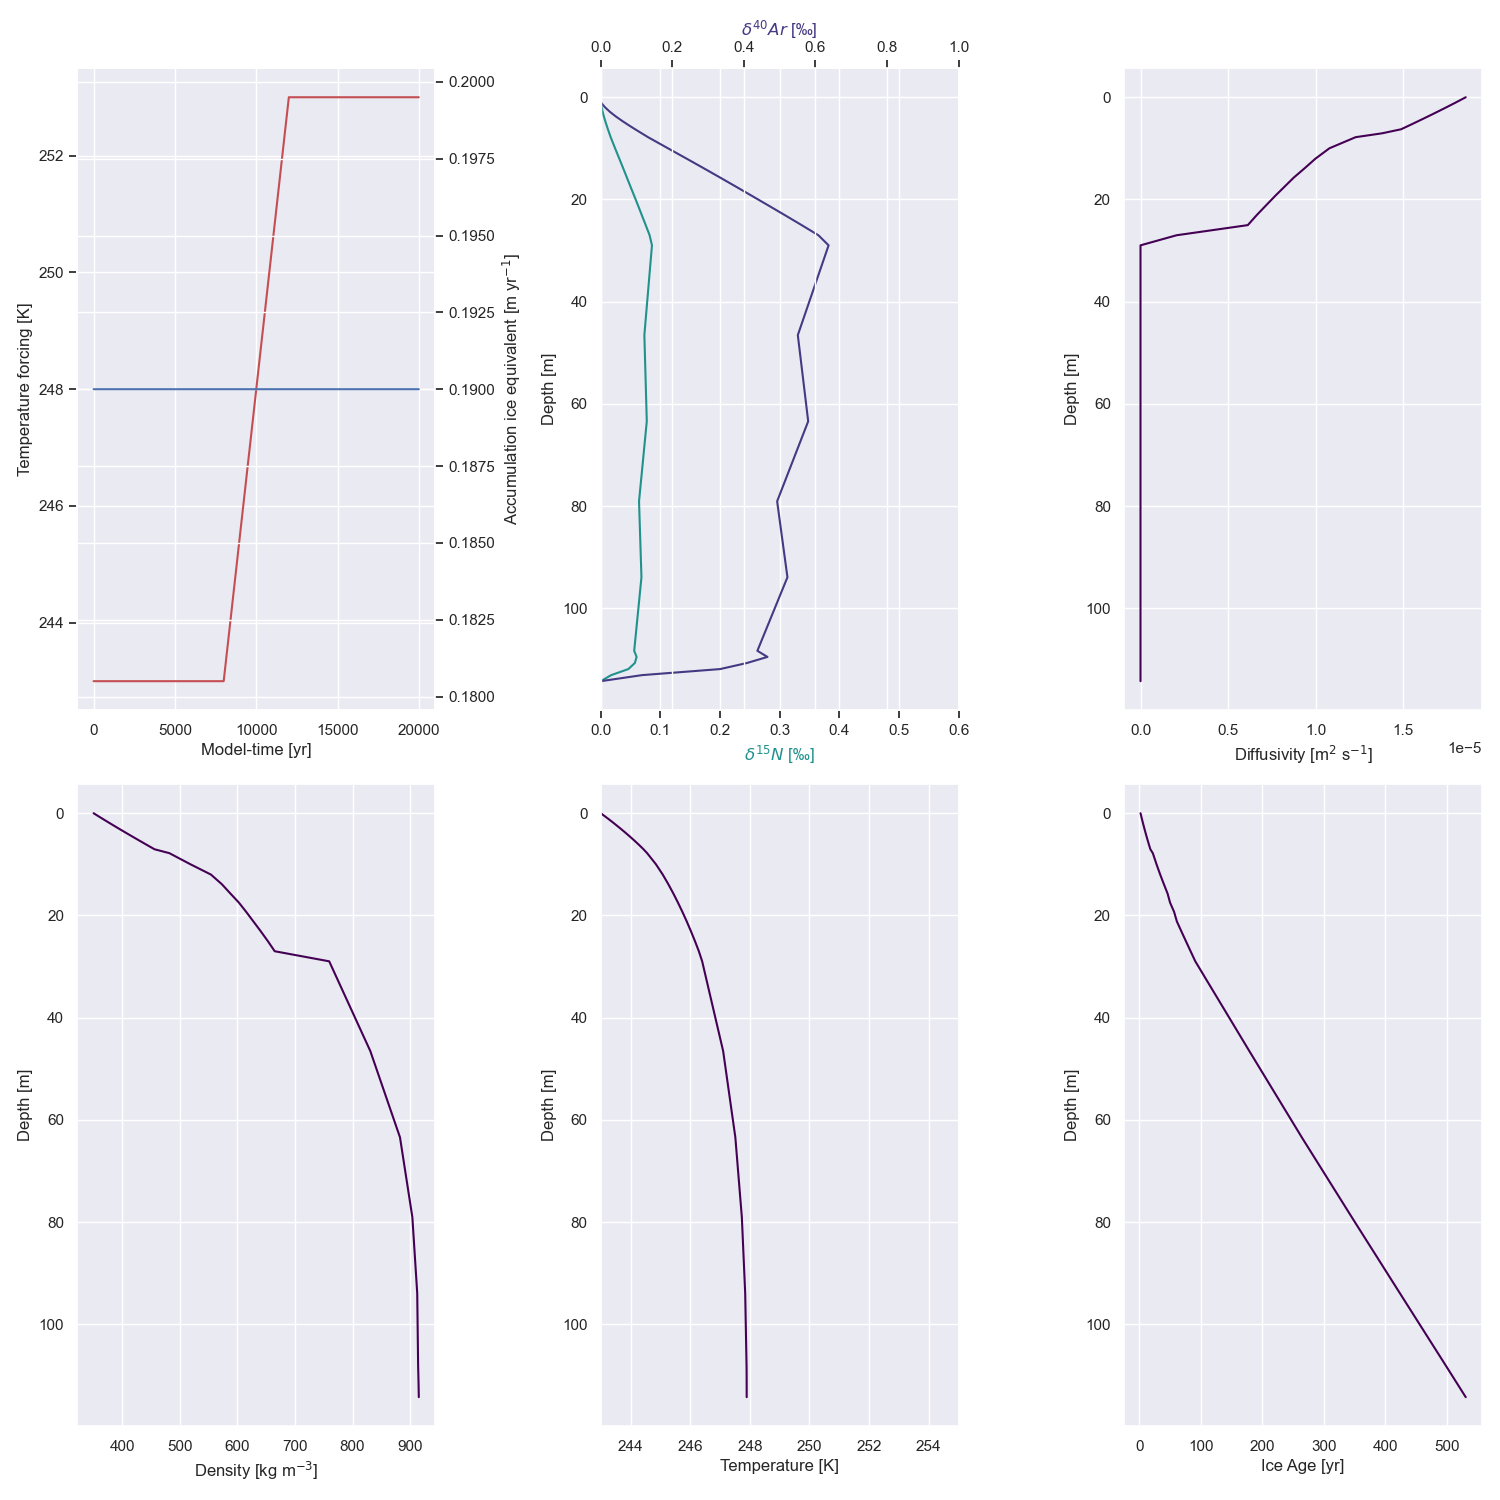 δ⁴⁰Ar [‰]
0.0 0.2 0.4 0.6 0.8 1.0
252
250
248
246
244
Temperature forcing [K]
0.2000
0.1975
0.1950
0.1925
0.1900
0.1875
0.1850
0.1825
0.1800
Accumulation ice equivalent [m yr⁻¹]
0 5000 10000 15000 20000
Model-time [yr]
0
20
40
60
80
100
Depth [m]
0.0 0.1 0.2 0.3 0.4 0.5 0.6
δ¹⁵N [‰]
0
20
40
60
80
100
Depth [m]
0.0 0.5 1.0 1.5
1e−5
Diffusivity [m² s⁻¹]
0
20
40
60
80
100
Depth [m]
400 500 600 700 800 900
Density [kg m⁻³]
0
20
40
60
80
100
Depth [m]
244 246 248 250 252 254
Temperature [K]
0
20
40
60
80
100
Depth [m]
0 100 200 300 400 500
Ice Age [yr]